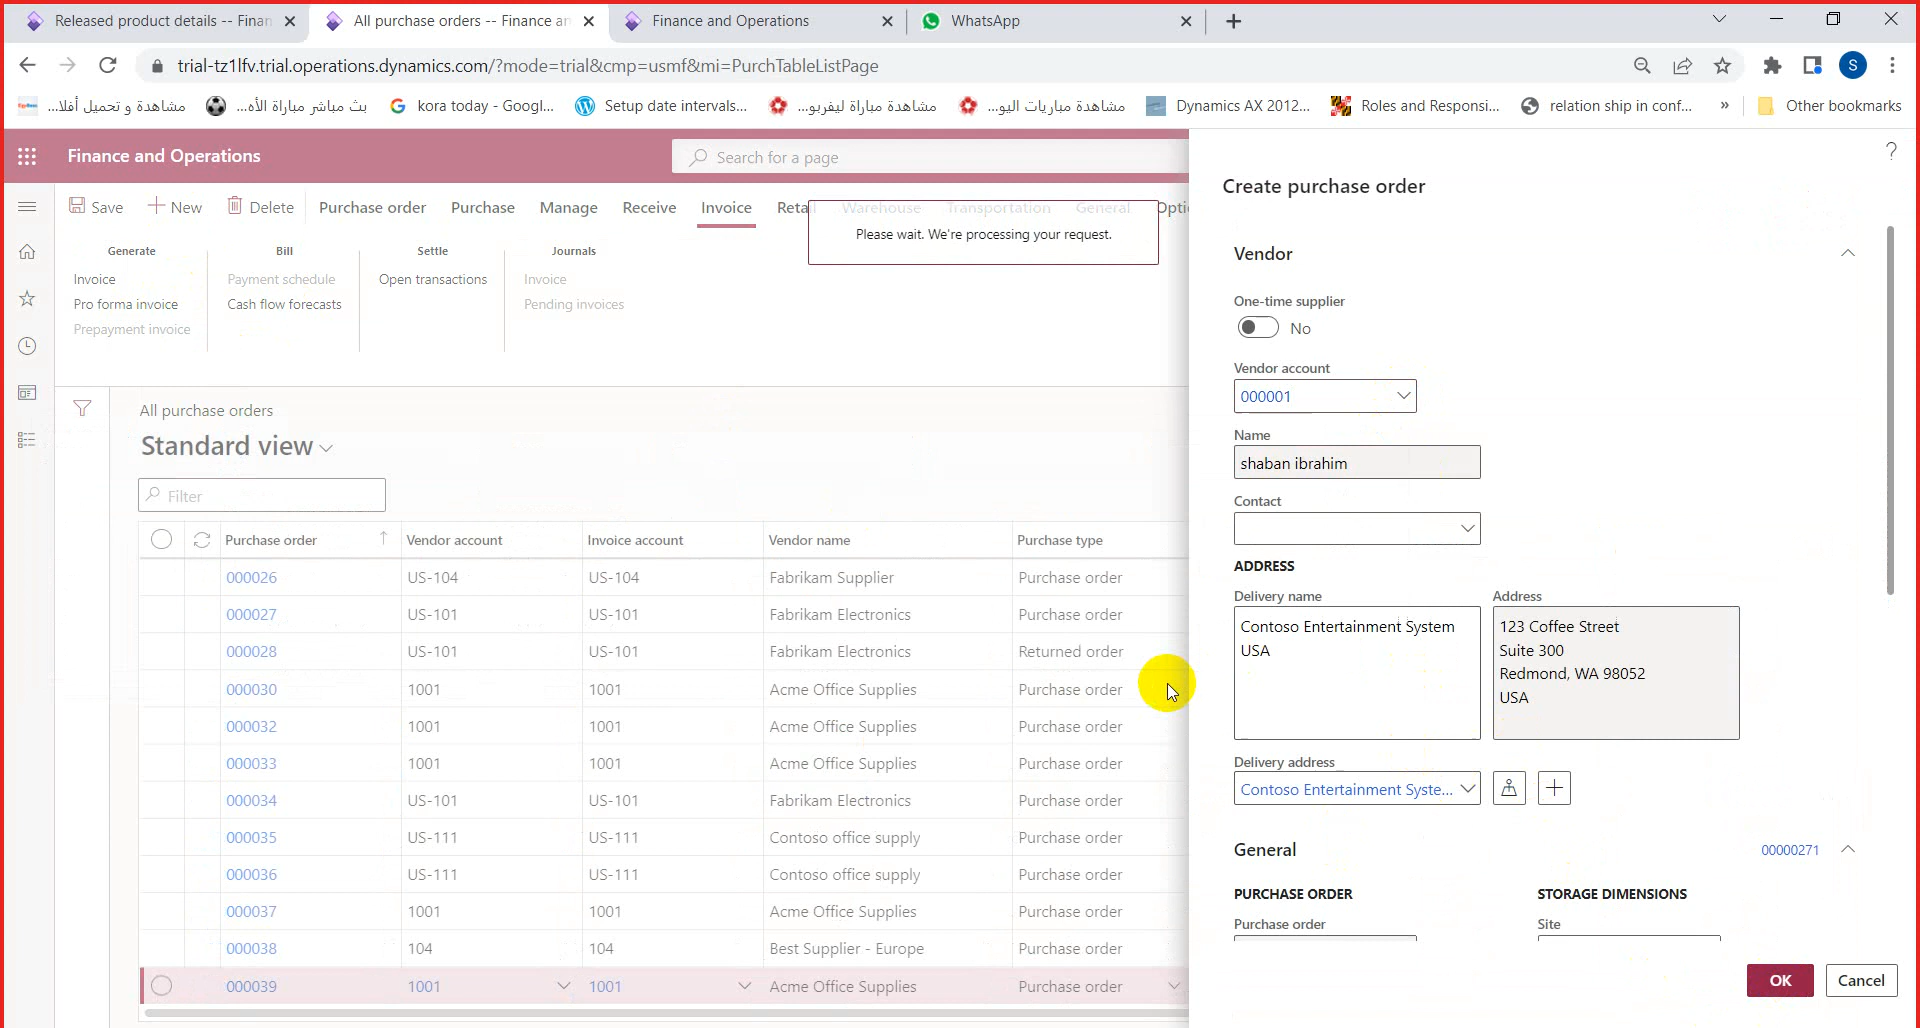 Released product details -- Finan
All purchase orders -- Finance an
Finance and Operations
WhatsApp
trial-tz1lfv.trial.operations.dynamics.com/?mode=trial&cmp=usmf&mi=PurchTableListPage
S
مشاهدة و تحميل أفلا...
بث مباشر مباراة الأه...
kora today - Googl...
Setup date intervals...
مشاهدة مباراة ليفربو...
مشاهدة مباريات اليو...
Dynamics AX 2012...
Roles and Responsi...
relation ship in conf...
»
Other bookmarks
Finance and Operations
Search for a page
?
Save
New
Delete
Purchase order
Purchase
Manage
Receive
Invoice
Retail
Warehouse
Transportation
General
Opti
Please wait. We're processing your request.
Generate
Invoice
Pro forma invoice
Prepayment invoice
Bill
Payment schedule
Cash flow forecasts
Settle
Open transactions
Journals
Invoice
Pending invoices
All purchase orders
Standard view
Filter
Purchase order Vendor account Invoice account Vendor name Purchase type
000026 US-104 US-104 Fabrikam Supplier Purchase order
000027 US-101 US-101 Fabrikam Electronics Purchase order
000028 US-101 US-101 Fabrikam Electronics Returned order
000030 1001 1001 Acme Office Supplies Purchase order
000032 1001 1001 Acme Office Supplies Purchase order
000033 1001 1001 Acme Office Supplies Purchase order
000034 US-101 US-101 Fabrikam Electronics Purchase order
000035 US-111 US-111 Contoso office supply Purchase order
000036 US-111 US-111 Contoso office supply Purchase order
000037 1001 1001 Acme Office Supplies Purchase order
000038 104 104 Best Supplier - Europe Purchase order
000039 1001 1001 Acme Office Supplies Purchase order
Create purchase order
Vendor
One-time supplier
No
Vendor account
000001
Name
shaban ibrahim
Contact
ADDRESS
Delivery name
Contoso Entertainment System
USA
Address
123 Coffee Street
Suite 300
Redmond, WA 98052
USA
Delivery address
Contoso Entertainment Syste...
General
00000271
PURCHASE ORDER
Purchase order
STORAGE DIMENSIONS
Site
OK
Cancel